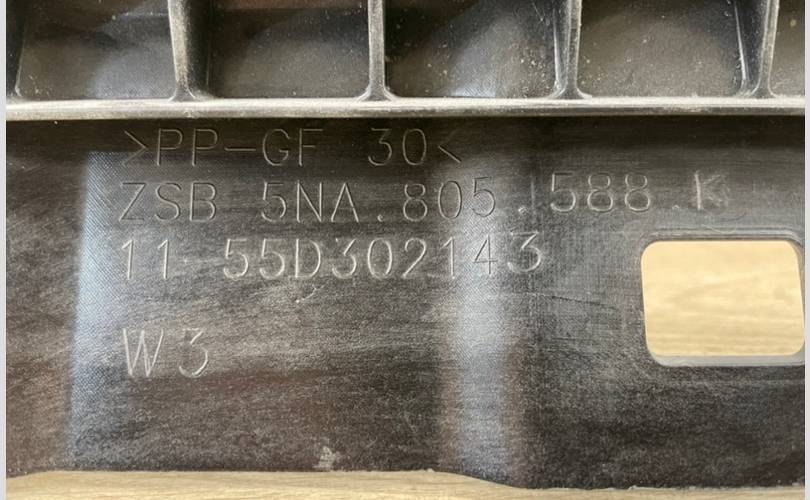 >PP-GF 30<
ZSB 5NA.805.588.K
11-55D302143
W3